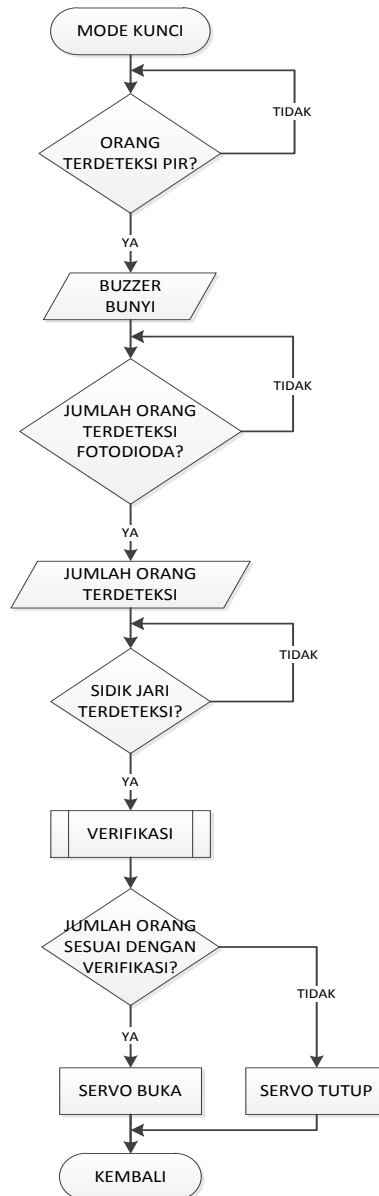 MODE KUNCI
TIDAK
ORANG
TERDETEKSI PIR?
YA
BUZZER
BUNYI
TIDAK
JUMLAH ORANG
TERDETEKSI
FOTODIODA?
YA
JUMLAH ORANG
TERDETEKSI
TIDAK
SIDIK JARI
TERDETEKSI?
YA
VERIFIKASI
JUMLAH ORANG
SESUAI DENGAN
VERIFIKASI?
TIDAK
YA
SERVO BUKA
SERVO TUTUP
KEMBALI